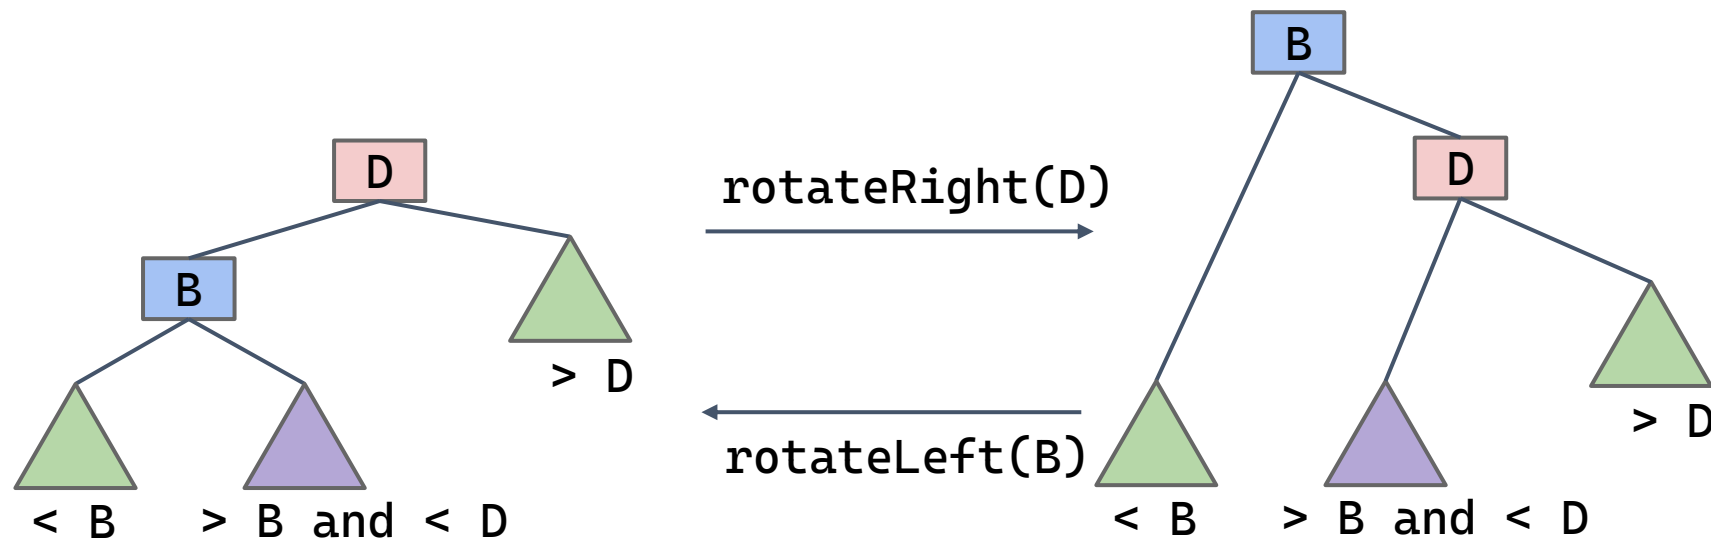 B
D
D
rotateRight(D)
B
> D
> D
rotateLeft(B)
< B
> B and < D
< B
> B and < D